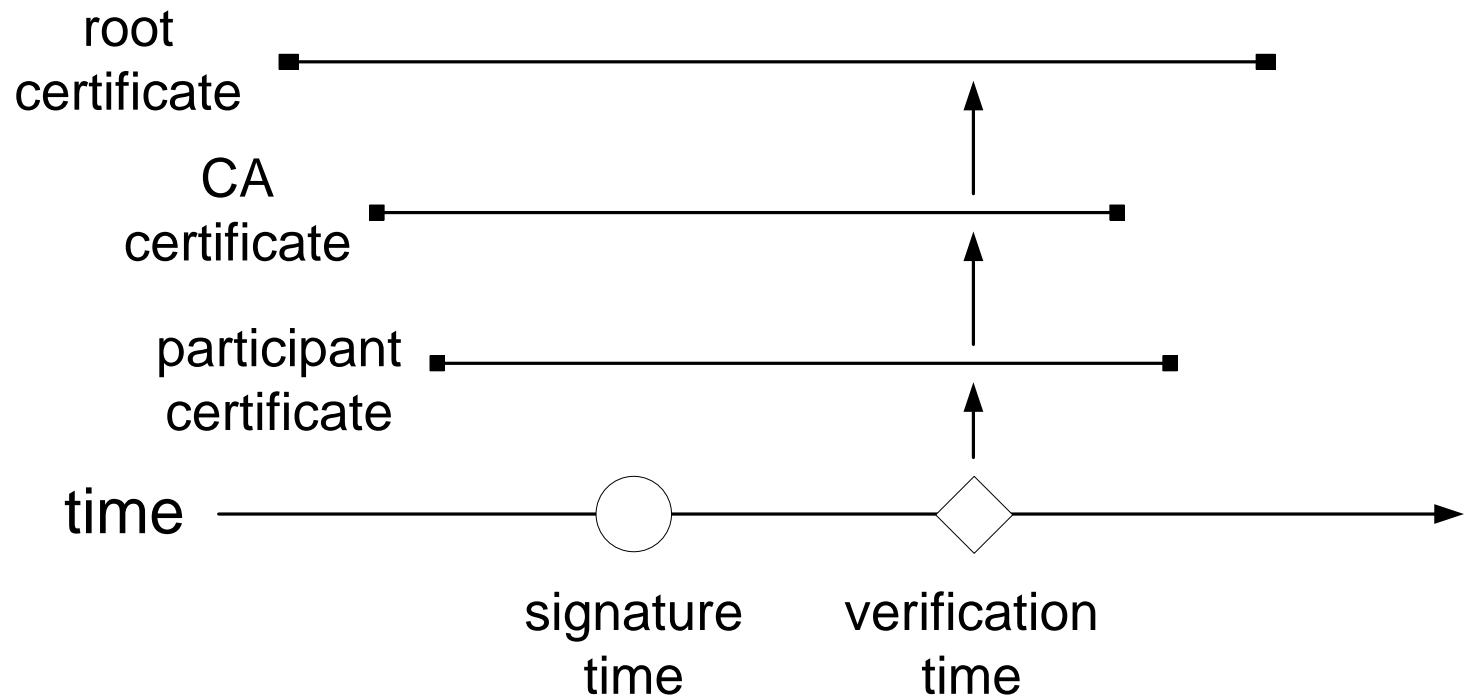 root
certificate
CA
certificate
participant
certificate
time
signature
time
verification
time